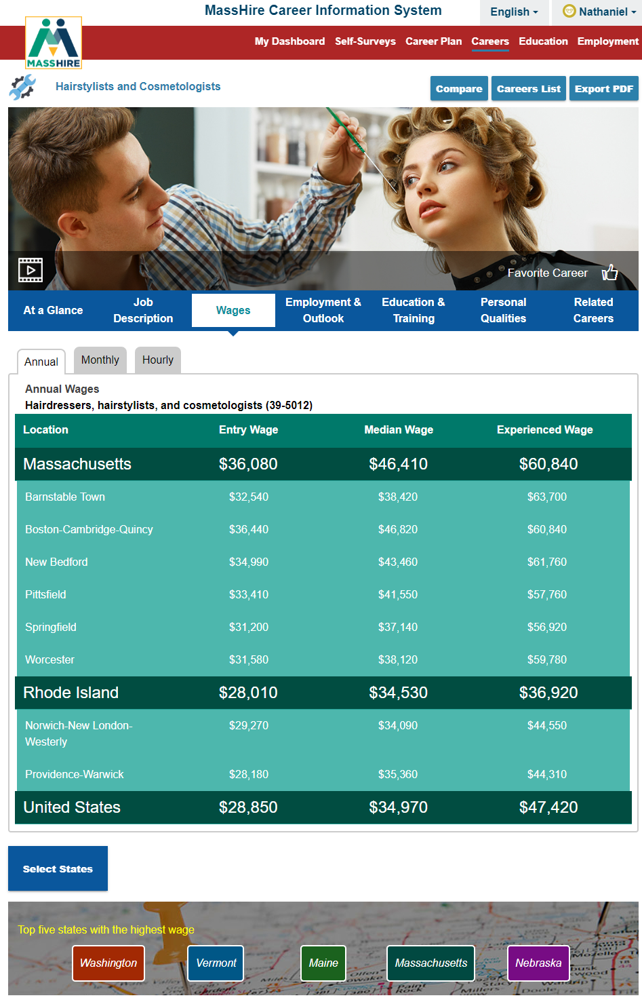 MassHire Career Information System
English
Nathaniel
MASSHIRE
My Dashboard Self-Surveys Career Plan Careers Education Employment
Hairstylists and Cosmetologists
Compare Careers List Export PDF
Favorite Career
At a Glance
Job
Description
Wages
Employment &
Outlook
Education &
Training
Personal
Qualities
Related
Careers
Annual Monthly Hourly
Annual Wages
Hairdressers, hairstylists, and cosmetologists (39-5012)
Location Entry Wage Median Wage Experienced Wage
Massachusetts $36,080 $46,410 $60,840
Barnstable Town $32,540 $38,420 $63,700
Boston-Cambridge-Quincy $36,440 $46,820 $60,840
New Bedford $34,990 $43,460 $61,760
Pittsfield $33,410 $41,550 $57,760
Springfield $31,200 $37,140 $56,920
Worcester $31,580 $38,120 $59,780
Rhode Island $28,010 $34,530 $36,920
Norwich-New London- $29,270 $34,090 $44,550
Westerly
Providence-Warwick $28,180 $35,360 $44,310
United States $28,850 $34,970 $47,420
Select States
Top five states with the highest wage
Washington Vermont Maine Massachusetts Nebraska